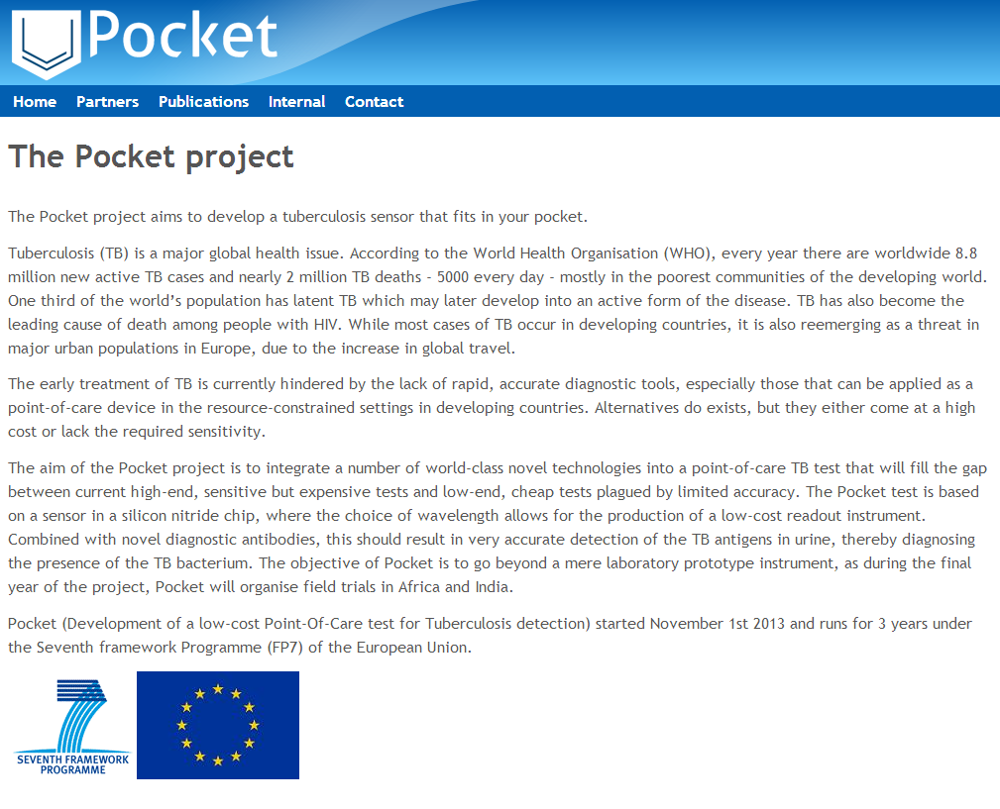 Pocket
Home Partners Publications Internal Contact
The Pocket project
The Pocket project aims to develop a tuberculosis sensor that fits in your pocket.
Tuberculosis (TB) is a major global health issue. According to the World Health Organisation (WHO), every year there are worldwide 8.8
million new active TB cases and nearly 2 million TB deaths - 5000 every day - mostly in the poorest communities of the developing world.
One third of the world’s population has latent TB which may later develop into an active form of the disease. TB has also become the
leading cause of death among people with HIV. While most cases of TB occur in developing countries, it is also reemerging as a threat in
major urban populations in Europe, due to the increase in global travel.
The early treatment of TB is currently hindered by the lack of rapid, accurate diagnostic tools, especially those that can be applied as a
point-of-care device in the resource-constrained settings in developing countries. Alternatives do exists, but they either come at a high
cost or lack the required sensitivity.
The aim of the Pocket project is to integrate a number of world-class novel technologies into a point-of-care TB test that will fill the gap
between current high-end, sensitive but expensive tests and low-end, cheap tests plagued by limited accuracy. The Pocket test is based
on a sensor in a silicon nitride chip, where the choice of wavelength allows for the production of a low-cost readout instrument.
Combined with novel diagnostic antibodies, this should result in very accurate detection of the TB antigens in urine, thereby diagnosing
the presence of the TB bacterium. The objective of Pocket is to go beyond a mere laboratory prototype instrument, as during the final
year of the project, Pocket will organise field trials in Africa and India.
Pocket (Development of a low-cost Point-Of-Care test for Tuberculosis detection) started November 1st 2013 and runs for 3 years under
the Seventh framework Programme (FP7) of the European Union.
7
SEVENTH FRAMEWORK
PROGRAMME